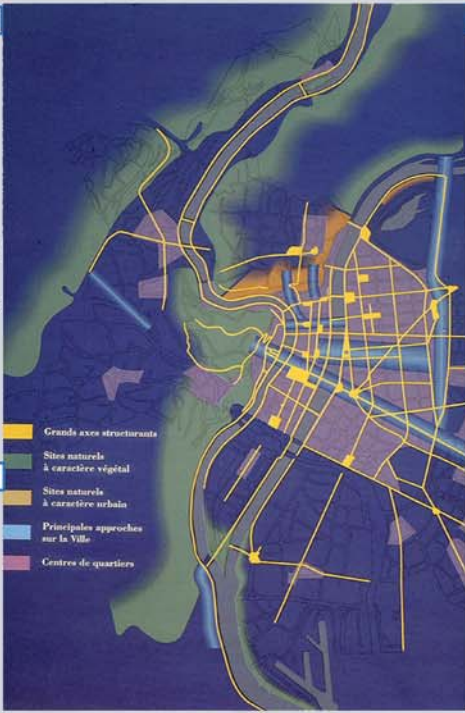 Grands axes structurants
Sites naturels
à caractère végétal
Sites naturels
à caractère urbain
Principales approches
sur la Ville
Centres de quartiers